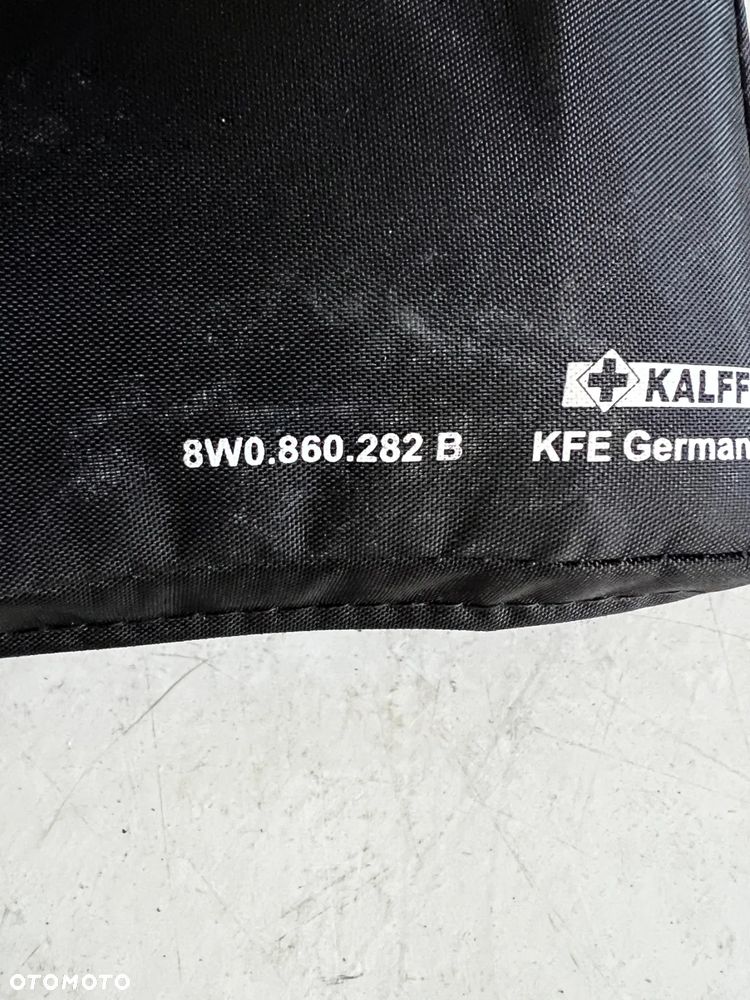 KALFF
8W0.860.282 B KFE German
OTOMOTO